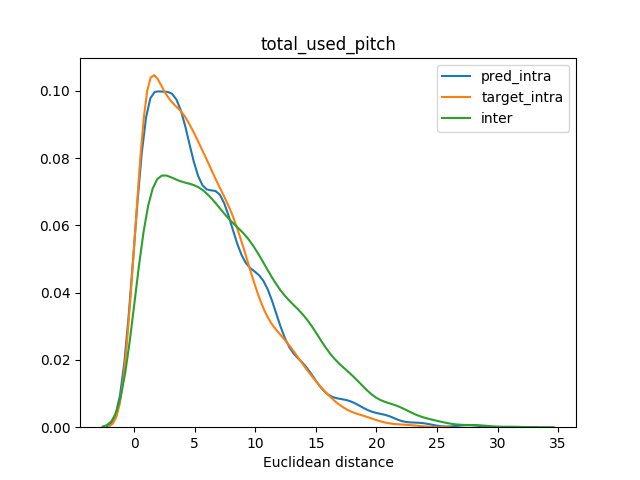 total_used_pitch
pred_intra
target_intra
inter
0.10
0.08
0.06
0.04
0.02
0.00
0 5 10 15 20 25 30 35
Euclidean distance